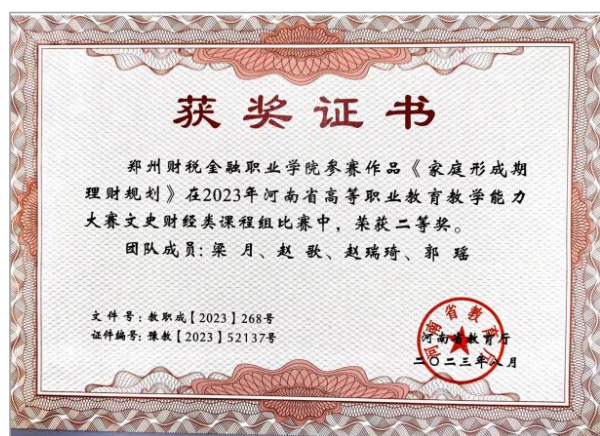 获奖证书
郑州财税金融职业学院参赛作品《家庭形成期
理财规划》在2023年河南省高等职业教育教学能力
大赛文史财经类课程组比赛中，荣获二等奖。
团队成员：梁 月、赵 歌、赵瑞琦、郭 瑶
文 件 号：教职成【2023】268号
证件编号：豫教【2023】52137号
河南省教育厅
河南省教育厅
二〇二三年八月